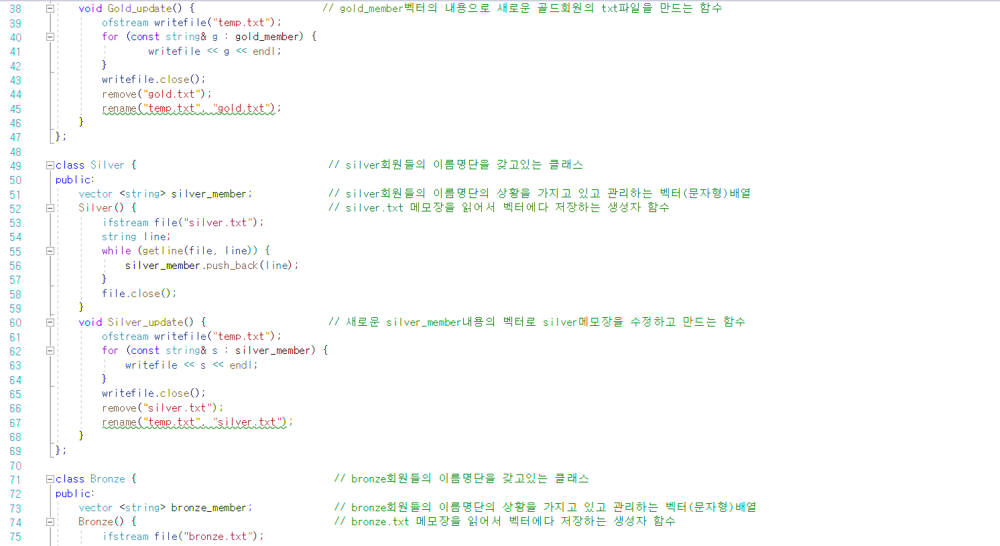 38 void Gold_update() { // gold_member벡터의 내용으로 새로운 골드회원의 txt파일을 만드는 함수
39 ofstream writefile("temp.txt");
40 for (const string& g : gold_member) {
41 writefile << g << endl;
42 }
43 writefile.close();
44 remove("gold.txt");
45 rename("temp.txt", "gold.txt");
46 }
47 };
48
49 class Silver { // silver회원들의 이름명단을 갖고있는 클래스
50 public:
51 vector <string> silver_member; // silver회원들의 이름명단의 상황을 가지고 있고 관리하는 벡터(문자형)배열
52 Silver() { // silver.txt 메모장을 읽어서 벡터에다 저장하는 생성자 함수
53 ifstream file("silver.txt");
54 string line;
55 while (getline(file, line)) {
56 silver_member.push_back(line);
57 }
58 file.close();
59 }
60 void Silver_update() { // 새로운 silver_member내용의 벡터로 silver메모장을 수정하고 만드는 함수
61 ofstream writefile("temp.txt");
62 for (const string& s : silver_member) {
63 writefile << s << endl;
64 }
65 writefile.close();
66 remove("silver.txt");
67 rename("temp.txt", "silver.txt");
68 }
69 };
70
71 class Bronze { // bronze회원들의 이름명단을 갖고있는 클래스
72 public:
73 vector <string> bronze_member; // bronze회원들의 이름명단의 상황을 가지고 있고 관리하는 벡터(문자형)배열
74 Bronze() { // bronze.txt 메모장을 읽어서 벡터에다 저장하는 생성자 함수
75 ifstream file("bronze.txt");